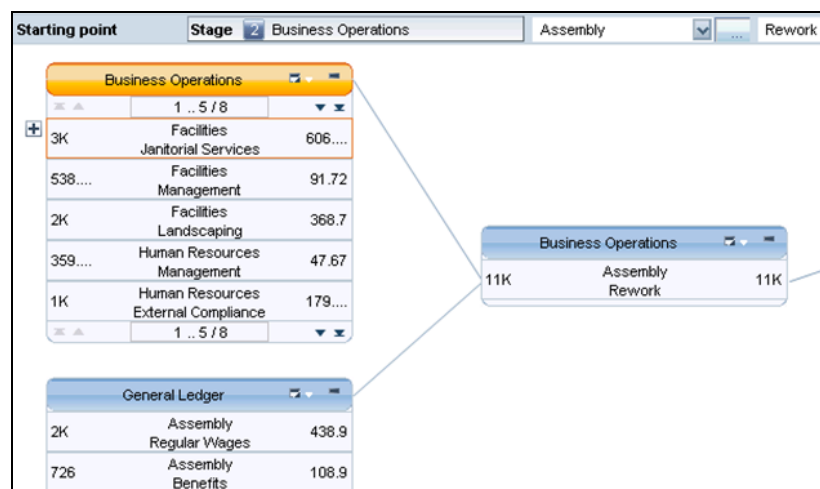 Starting point Stage 2 Business Operations Assembly ... Rework
Business Operations
1 .. 5 / 8
3K Facilities Janitorial Services 606....
538.... Facilities Management 91.72
2K Facilities Landscaping 368.7
359.... Human Resources Management 47.67
1K Human Resources External Compliance 179....
1 .. 5 / 8
Business Operations
11K Assembly Rework 11K
General Ledger
2K Assembly Regular Wages 438.9
726 Assembly Benefits 108.9